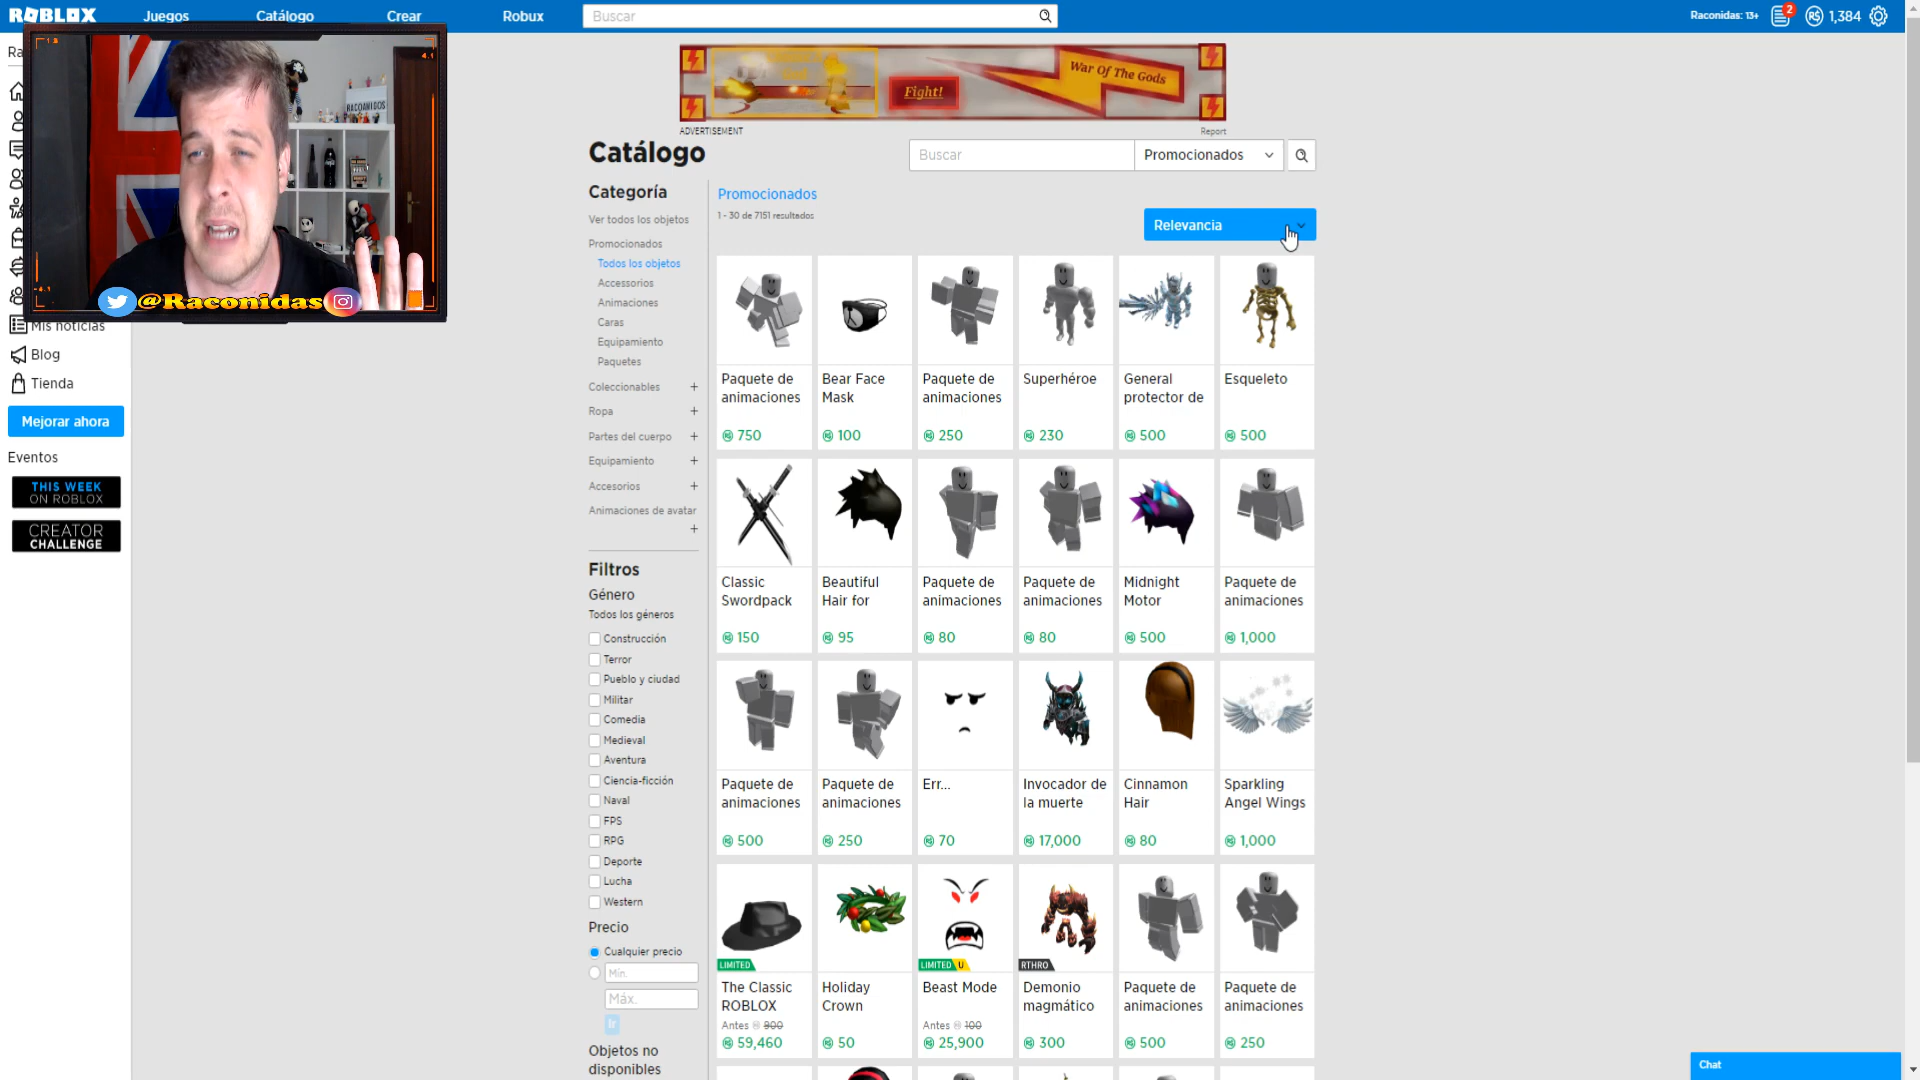 ROBLOX
Juegos
Catálogo
Crear
Robux
Buscar
Raconidas: 13+
2
1,384
Ra
RACOANIDOS
@Raconidas
Mis noticias
Blog
Tienda
Mejorar ahora
Eventos
THIS WEEK
ON ROBLOX
CREATOR
CHALLENGE
Fight!
War Of The Gods
ADVERTISEMENT
Report
Catálogo
Buscar
Promocionados
Categoría
Ver todos los objetos
Promocionados
Todos los objetos
Accessorios
Animaciones
Caras
Equipamiento
Paquetes
Coleccionables +
Ropa +
Partes del cuerpo +
Equipamiento +
Accesorios +
Animaciones de avatar
+
Filtros
Género
Todos los géneros
Construcción
Terror
Pueblo y ciudad
Militar
Comedia
Medieval
Aventura
Ciencia-ficción
Naval
FPS
RPG
Deporte
Lucha
Western
Precio
Cualquier precio
Mín.
Máx.
Ir
Objetos no
disponibles
Promocionados
1 - 30 de 7151 resultados
Relevancia
Paquete de
animaciones
750
Bear Face
Mask
100
Paquete de
animaciones
250
Superhéroe
230
General
protector de
500
Esqueleto
500
Classic
Swordpack
150
Beautiful
Hair for
95
Paquete de
animaciones
80
Paquete de
animaciones
80
Midnight
Motor
500
Paquete de
animaciones
1,000
Paquete de
animaciones
500
Paquete de
animaciones
250
Err...
70
Invocador de
la muerte
17,000
Cinnamon
Hair
80
Sparkling
Angel Wings
1,000
LIMITED
The Classic
ROBLOX
Antes 900
59,460
Holiday
Crown
50
LIMITED U
Beast Mode
Antes 100
25,900
RTHRO
Demonio
magmático
300
Paquete de
animaciones
500
Paquete de
animaciones
250
Chat